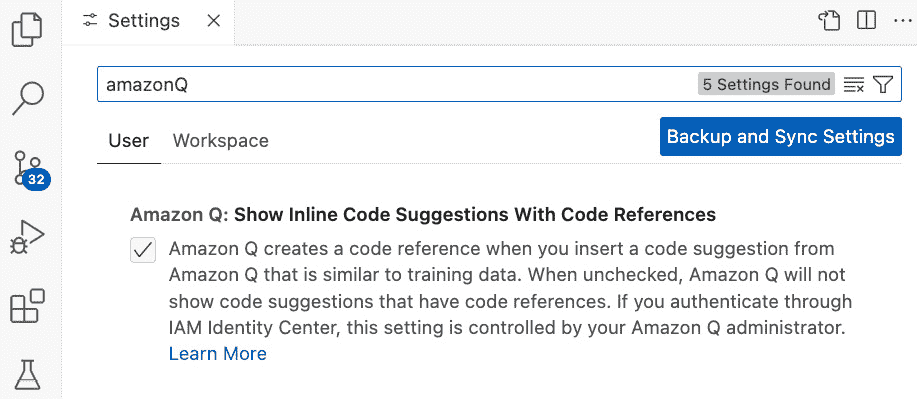 Settings
amazonQ
5 Settings Found
User
Workspace
Backup and Sync Settings
32
Amazon Q: Show Inline Code Suggestions With Code References
Amazon Q creates a code reference when you insert a code suggestion from
Amazon Q that is similar to training data. When unchecked, Amazon Q will not
show code suggestions that have code references. If you authenticate through
IAM Identity Center, this setting is controlled by your Amazon Q administrator.
Learn More